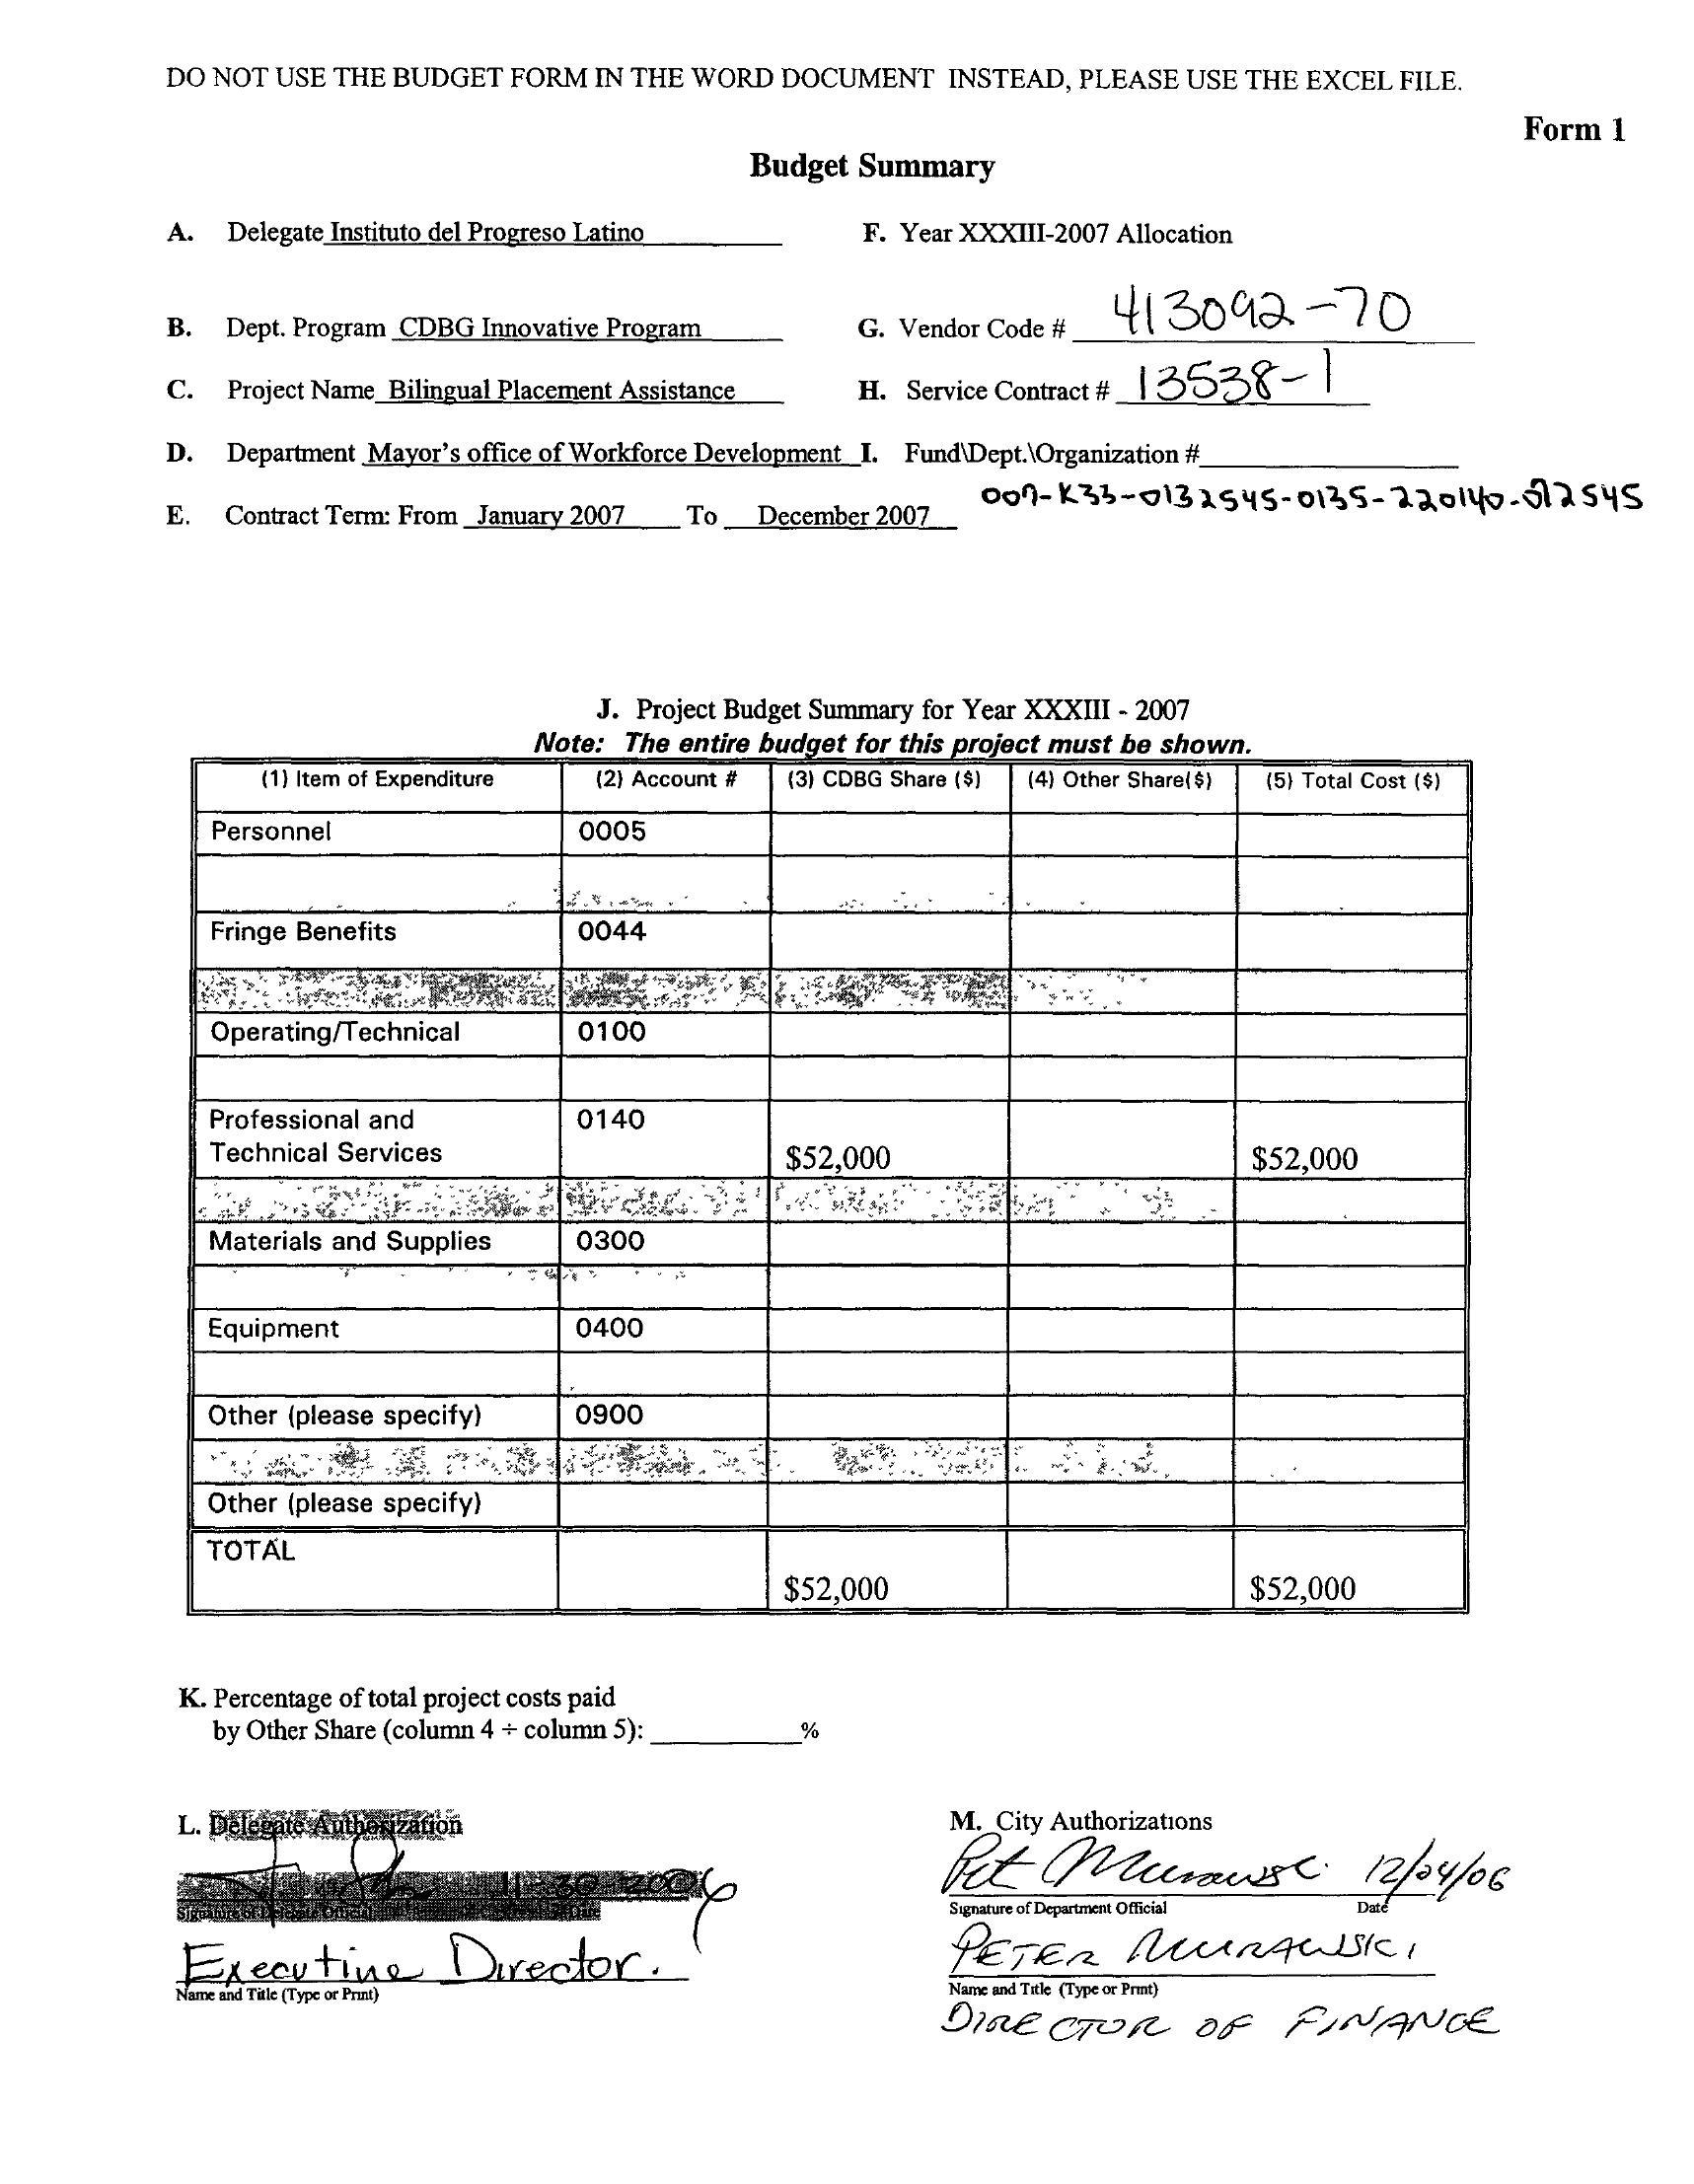 DO NOT USE THE BUDGET FORM IN THE WORD DOCUMENT INSTEAD, PLEASE USE THE EXCEL FILE.
Form 1
Budget Summary
A. Delegate Instituto del Progreso Latino
F. Year XXXIII-2007 Allocation
B. Dept. Program CDBG Innovative Program
G. Vendor Code # 413092-70
C. Project Name Bilingual Placement Assistance
H. Service Contract # 13538-1
D. Department Mayor's office of Workforce Development
I. Fund\Dept.\Organization #
007-K33-0132545-0135-220140-
E. Contract Term: From January 2007 To December 2007
J. Project Budget Summary for Year XXXIII - 2007
Note: The entire budget for this project must be shown.
(1) Item of Expenditure (2) Account # (3) CDBG Share ($) (4) Other Share($) (5) Total Cost ($)
Personnel 0005
Fringe Benefits 0044
Operating/Technical 0100
Professional and 0140
Technical Services $52,000 $52,000
Materials and Supplies 0300
Equipment 0400
Other (please specify) 0900
Other (please specify)
TOTAL
$52,000 $52,000
K. Percentage of total project costs paid
by Other Share (column 4 ÷ column 5): %
L. Delegate Authorization
11-30-2006
Signature of Delegate Official Date
Executive Director.
Name and Title (Type or Print)
M. City Authorizations
Pet Murawski 12/04/06
Signature of Department Official Date
PETER MURAWSKI
Name and Title (Type or Print)
DIRECTOR OF FINANCE